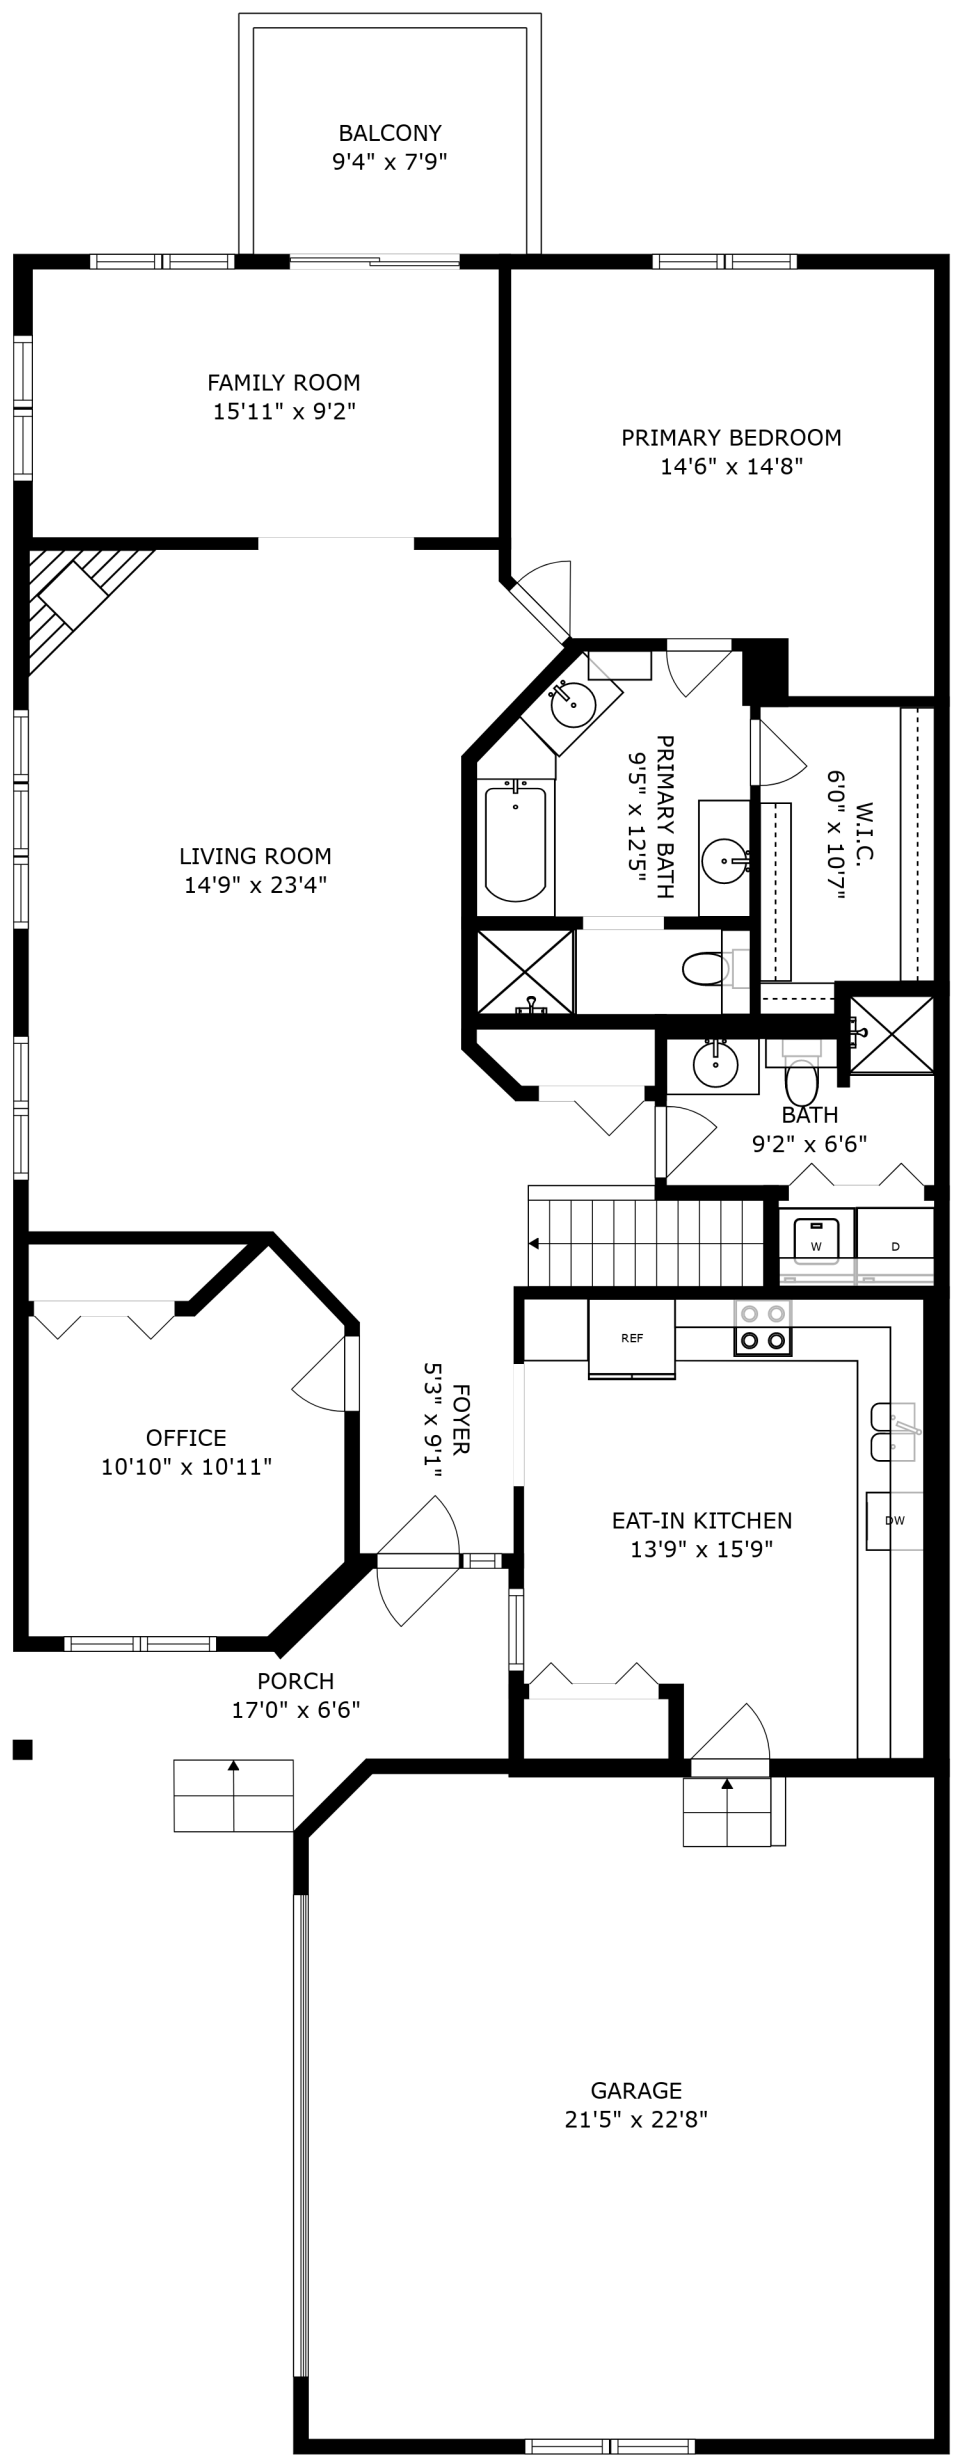 BALCONY
9'4" x 7'9"
FAMILY ROOM
15'11" x 9'2"
PRIMARY BEDROOM
14'6" x 14'8"
PRIMARY BATH
9'5" x 12'5"
W.I.C.
6'0" x 10'7"
LIVING ROOM
14'9" x 23'4"
BATH
9'2" x 6'6"
W
D
REF
FOYER
5'3" x 9'1"
OFFICE
10'10" x 10'11"
EAT-IN KITCHEN
13'9" x 15'9"
DW
PORCH
17'0" x 6'6"
GARAGE
21'5" x 22'8"